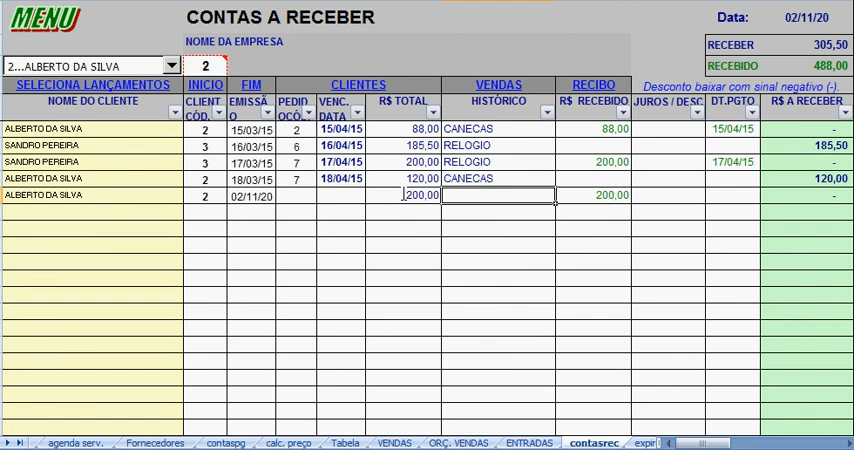 MENU CONTAS A RECEBER Data: 02/11/20
NOME DA EMPRESA RECEBER 305,50
2...ALBERTO DA SILVA 2 RECEBIDO 488,00
SELECIONA LANÇAMENTOS INICIO FIM CLIENTES VENDAS RECIBO Desconto baixar com sinal negativo (-).
NOME DO CLIENTE CLIENT CÓD. EMISSÃO PEDID OCÓL. VENC. DATA R$ TOTAL HISTÓRICO R$ RECEBIDO JUROS / DESC DT.PGTO R$ A RECEBER
ALBERTO DA SILVA 2 15/03/15 2 15/04/15 88,00 CANECAS 88,00 15/04/15 -
SANDRO PEREIRA 3 16/03/15 6 16/04/15 185,50 RELOGIO 185,50
SANDRO PEREIRA 3 17/03/15 7 17/04/15 200,00 RELOGIO 200,00 17/04/15 -
ALBERTO DA SILVA 2 18/03/15 7 18/04/15 120,00 CANECAS 120,00
ALBERTO DA SILVA 2 02/11/20 200,00 200,00 -
agenda serv. Fornecedores contaspg calc. preço Tabela VENDAS ORÇ. VENDAS ENTRADAS contasrec expir